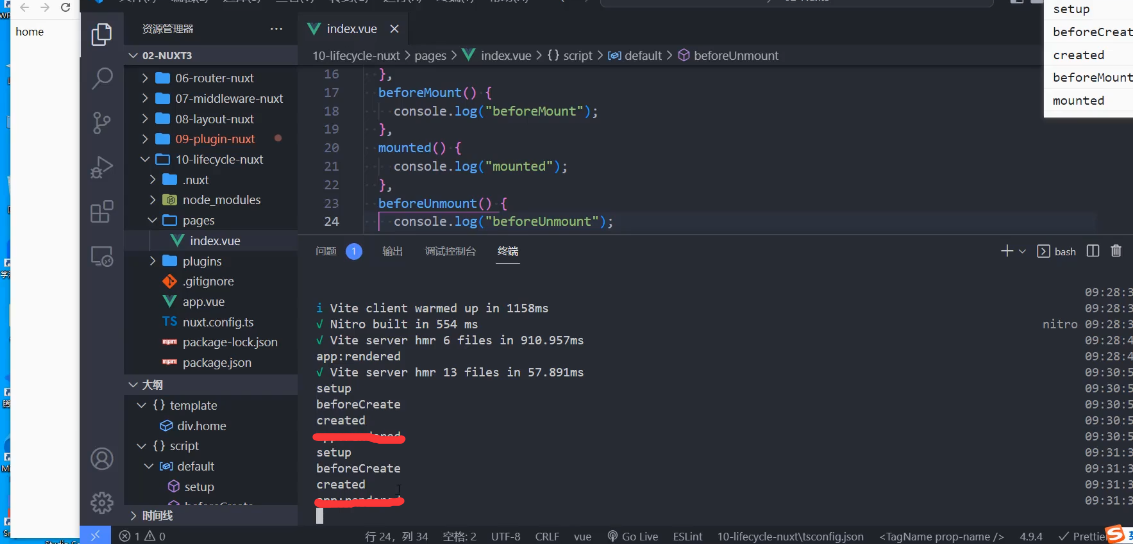 home
资源管理器
02-NUXT3
06-router-nuxt
07-middleware-nuxt
08-layout-nuxt
09-plugin-nuxt
10-lifecycle-nuxt
.nuxt
node_modules
pages
index.vue
plugins
.gitignore
app.vue
TS nuxt.config.ts
package-lock.json
package.json
大纲
{} template
div.home
{} script
default
setup
时间线
index.vue
10-lifecycle-nuxt > pages > index.vue > {} script > default > beforeUnmount
16 },
17 beforeMount() {
18 console.log("beforeMount");
19 },
20 mounted() {
21 console.log("mounted");
22 },
23 beforeUnmount() {
24 console.log("beforeUnmount");
问题 1 输出 调试控制台 终端
bash
i Vite client warmed up in 1158ms
√ Nitro built in 554 ms nitro
√ Vite server hmr 6 files in 910.957ms
app:rendered
√ Vite server hmr 13 files in 57.891ms
setup
beforeCreate
created
setup
beforeCreate
created
09:28:3
09:28:3
09:28:3
09:28:4
09:28:4
09:30:5
09:30:5
09:30:5
09:30:5
09:30:5
09:31:3
09:31:3
09:31:3
09:31:3
setup
beforeCreat
created
beforeMount
mounted
1 0 行 24，列 34 空格: 2 UTF-8 CRLF vue Go Live ESLint 10-lifecycle-nuxt\tsconfig.json <TagName prop-name /> 4.9.4 Prettie